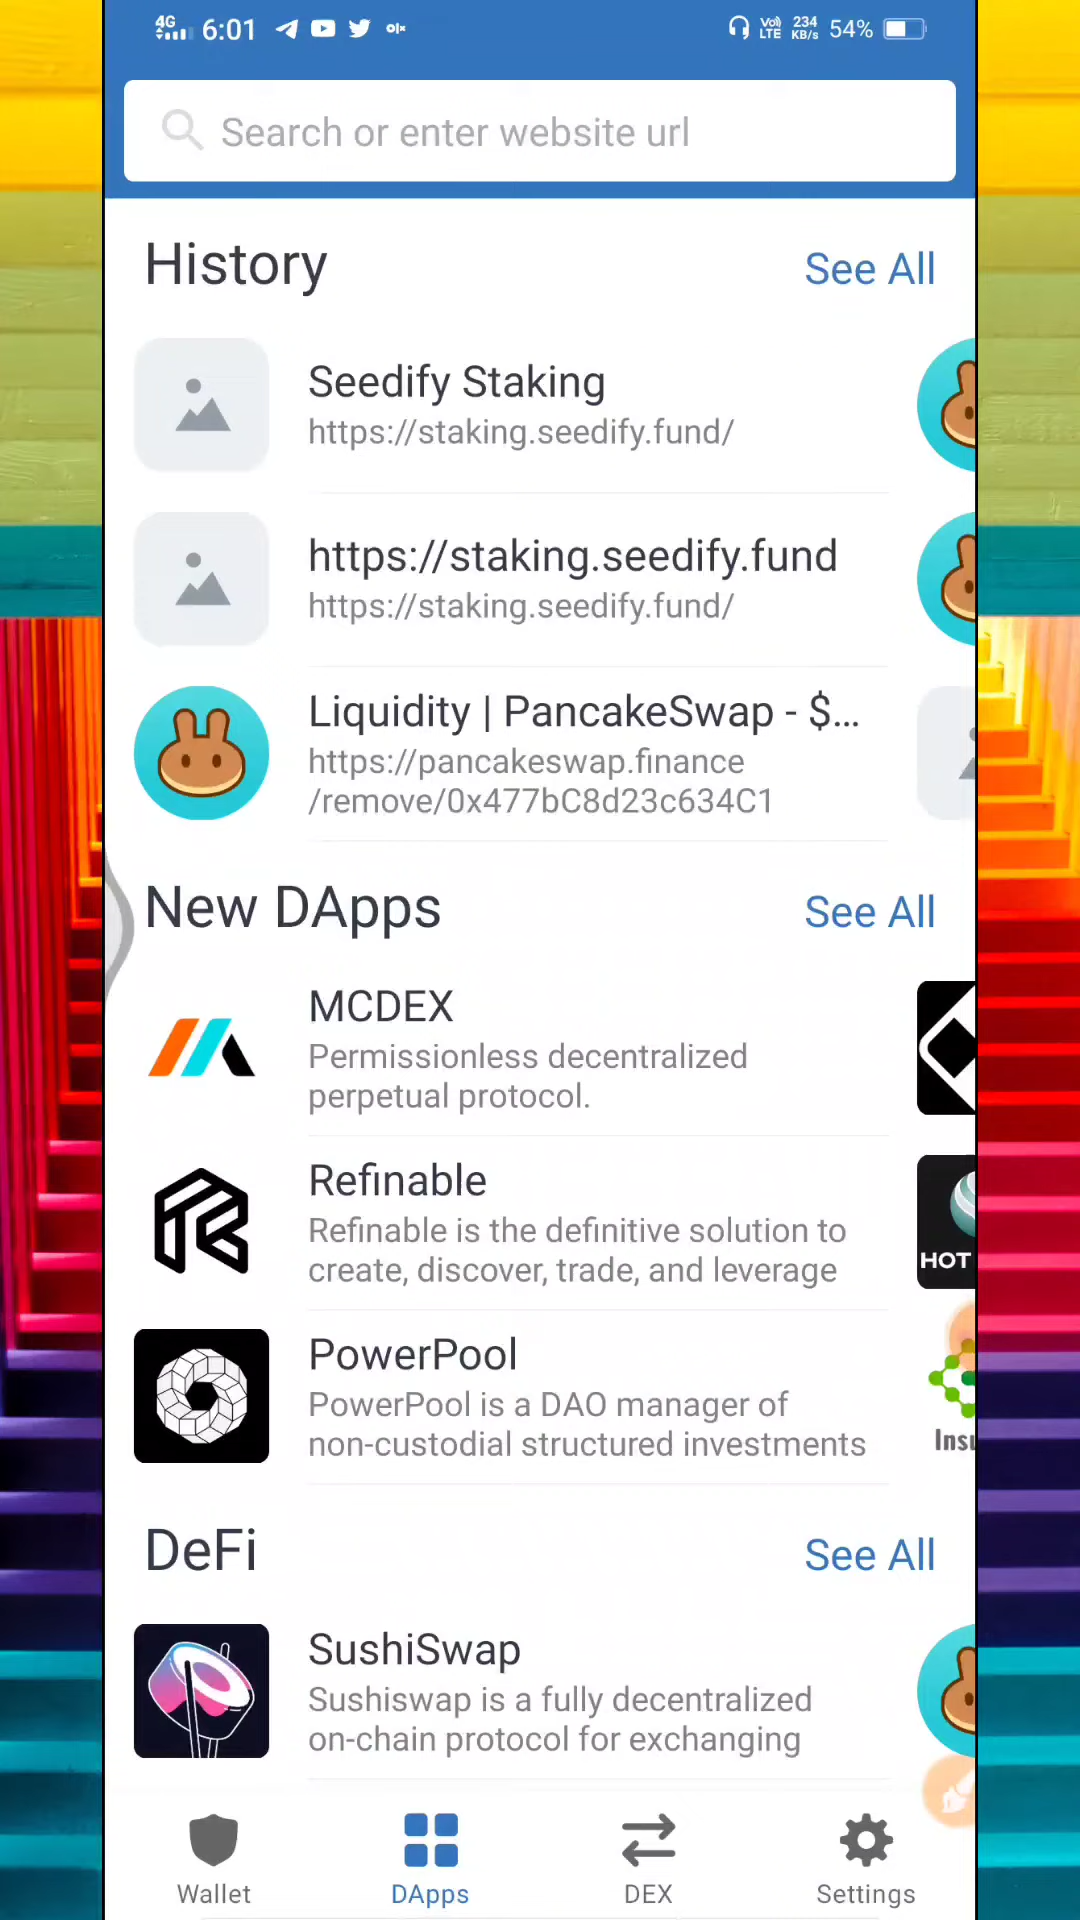 4G 6:01 olx Vo) LTE 234 KB/s 54%
Search or enter website url
History See All
Seedify Staking
https://staking.seedify.fund/
https://staking.seedify.fund
https://staking.seedify.fund/
Liquidity | PancakeSwap - $...
https://pancakeswap.finance
/remove/0x477bC8d23c634C1
New DApps See All
MCDEX
Permissionless decentralized
perpetual protocol.
Refinable
Refinable is the definitive solution to
create, discover, trade, and leverage
HOT
PowerPool
PowerPool is a DAO manager of
non-custodial structured investments
Insu
DeFi See All
SushiSwap
Sushiswap is a fully decentralized
on-chain protocol for exchanging
Wallet DApps DEX Settings